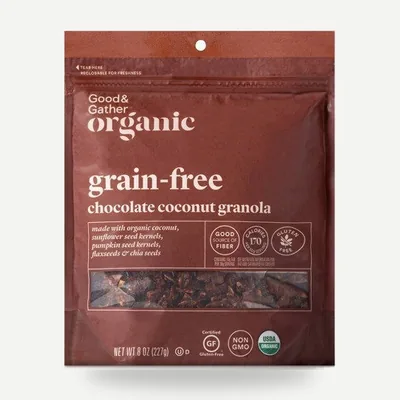 TEAR HERE
RECLOSABLE FOR FRESHNESS
Good&
Gather
organic
grain-free
chocolate coconut granola
made with organic coconut,
sunflower seed kernels,
pumpkin seed kernels,
flaxseeds & chia seeds
GOOD
SOURCE OF
FIBER
CALORIES
170
GLUTEN
FREE
NET WT 8 OZ (227g)
U D
Certified
GF
Gluten-Free
NON
GMO
USDA
ORGANIC